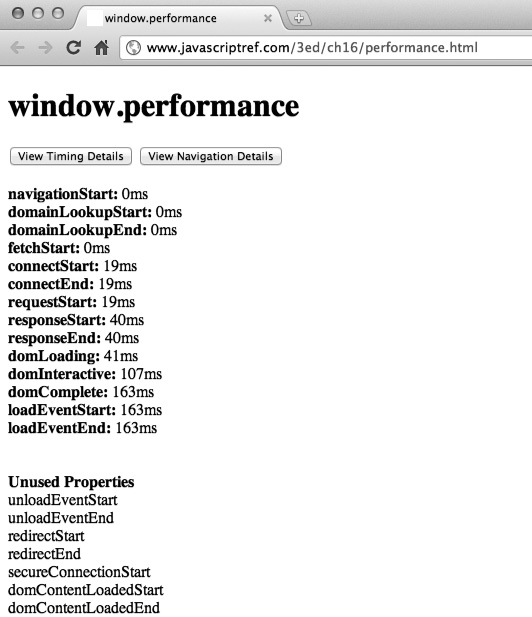 window.performance
www.javascriptref.com/3ed/ch16/performance.html
window.performance
View Timing Details View Navigation Details
navigationStart: 0ms
domainLookupStart: 0ms
domainLookupEnd: 0ms
fetchStart: 0ms
connectStart: 19ms
connectEnd: 19ms
requestStart: 19ms
responseStart: 40ms
responseEnd: 40ms
domLoading: 41ms
domInteractive: 107ms
domComplete: 163ms
loadEventStart: 163ms
loadEventEnd: 163ms
Unused Properties
unloadEventStart
unloadEventEnd
redirectStart
redirectEnd
secureConnectionStart
domContentLoadedStart
domContentLoadedEnd